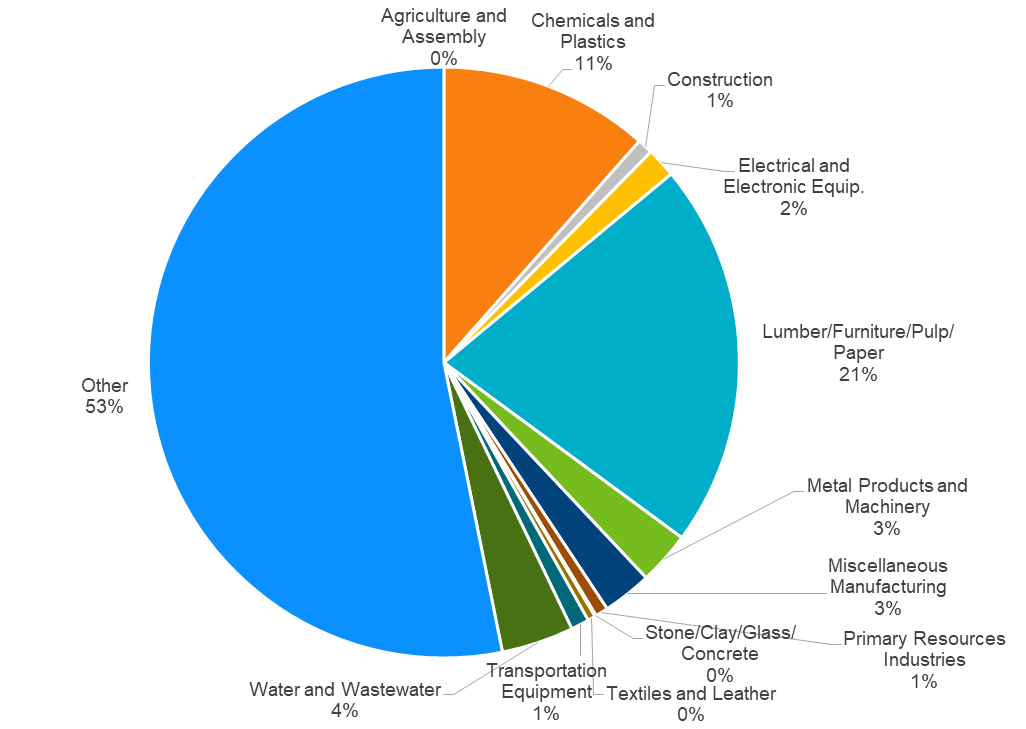 Agriculture and
Assembly
0%
Chemicals and
Plastics
11%
Construction
1%
Electrical and
Electronic Equip.
2%
Lumber/Furniture/Pulp/
Paper
21%
Metal Products and
Machinery
3%
Miscellaneous
Manufacturing
3%
Primary Resources
Industries
1%
Stone/Clay/Glass/
Concrete
0%
Textiles and Leather
0%
Transportation
Equipment
1%
Water and Wastewater
4%
Other
53%